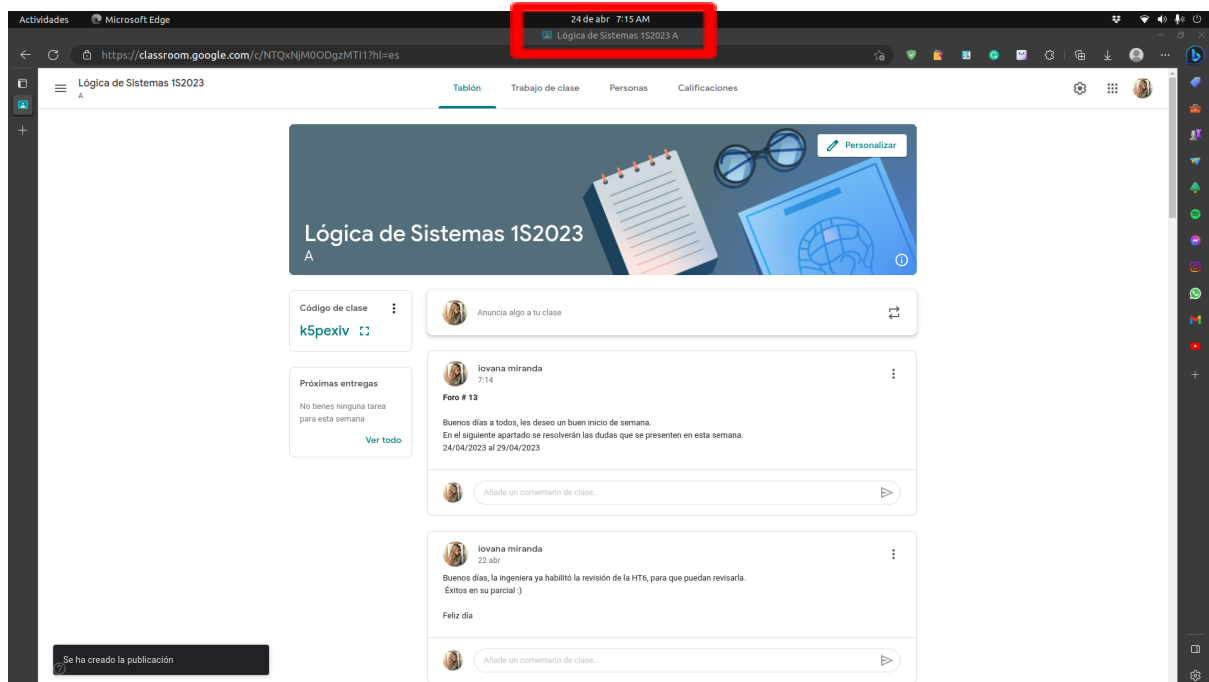 Actividades Microsoft Edge 24 de abr 7:15 AM
Lógica de Sistemas 1S2023 A
https://classroom.google.com/c/NTQxNjM0ODgzMTI1?hl=es
Lógica de Sistemas 1S2023
A
Tablón Trabajo de clase Personas Calificaciones
Personalizar
Lógica de Sistemas 1S2023
A
Código de clase
k5pexiv
Próximas entregas
No tienes ninguna tarea
para esta semana
Ver todo
Anuncia algo a tu clase
iovana miranda
7:14
Foro # 13
Buenos días a todos, les deseo un buen inicio de semana.
En el siguiente apartado se resolverán las dudas que se presenten en esta semana.
24/04/2023 al 29/04/2023
Añade un comentario de clase...
iovana miranda
22 abr
Buenos días, la ingeniera ya habilitó la revisión de la HT6, para que puedan revisarla.
Éxitos en su parcial :)
Feliz día
Añade un comentario de clase...
Se ha creado la publicación